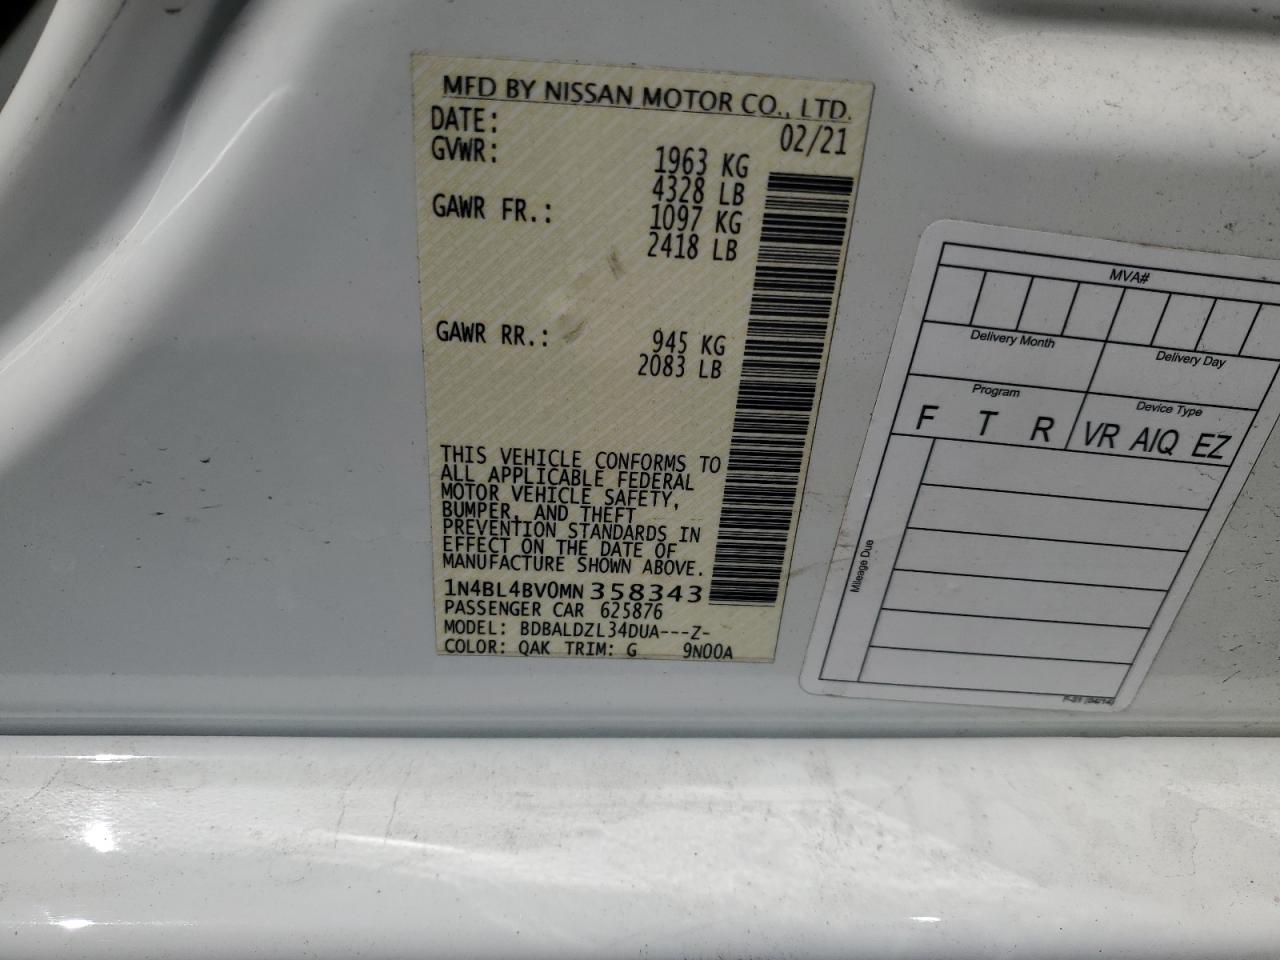 MFD BY NISSAN MOTOR CO., LTD.
DATE: 02/21
GVWR: 1963 KG
4328 LB
GAWR FR.: 1097 KG
2418 LB
GAWR RR.: 945 KG
2083 LB
THIS VEHICLE CONFORMS TO
ALL APPLICABLE FEDERAL
MOTOR VEHICLE SAFETY,
BUMPER, AND THEFT
PREVENTION STANDARDS IN
EFFECT ON THE DATE OF
MANUFACTURE SHOWN ABOVE.
1N4BL4BV0MN358343
PASSENGER CAR 625876
MODEL: BDBALDZL34DUA---Z-
COLOR: QAK TRIM: G 9N00A
MVA#
Delivery Month Delivery Day
Program Device Type
F T R VR AIQ EZ
Mileage Due